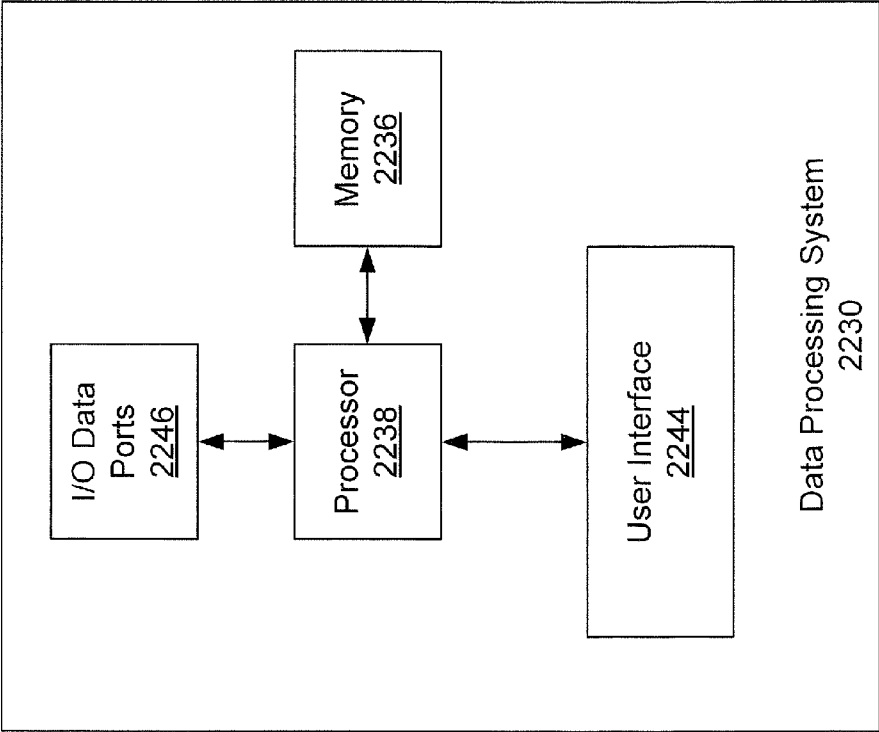 I/O Data
Ports
2246
Memory
2236
Processor
2238
User Interface
2244
Data Processing System
2230